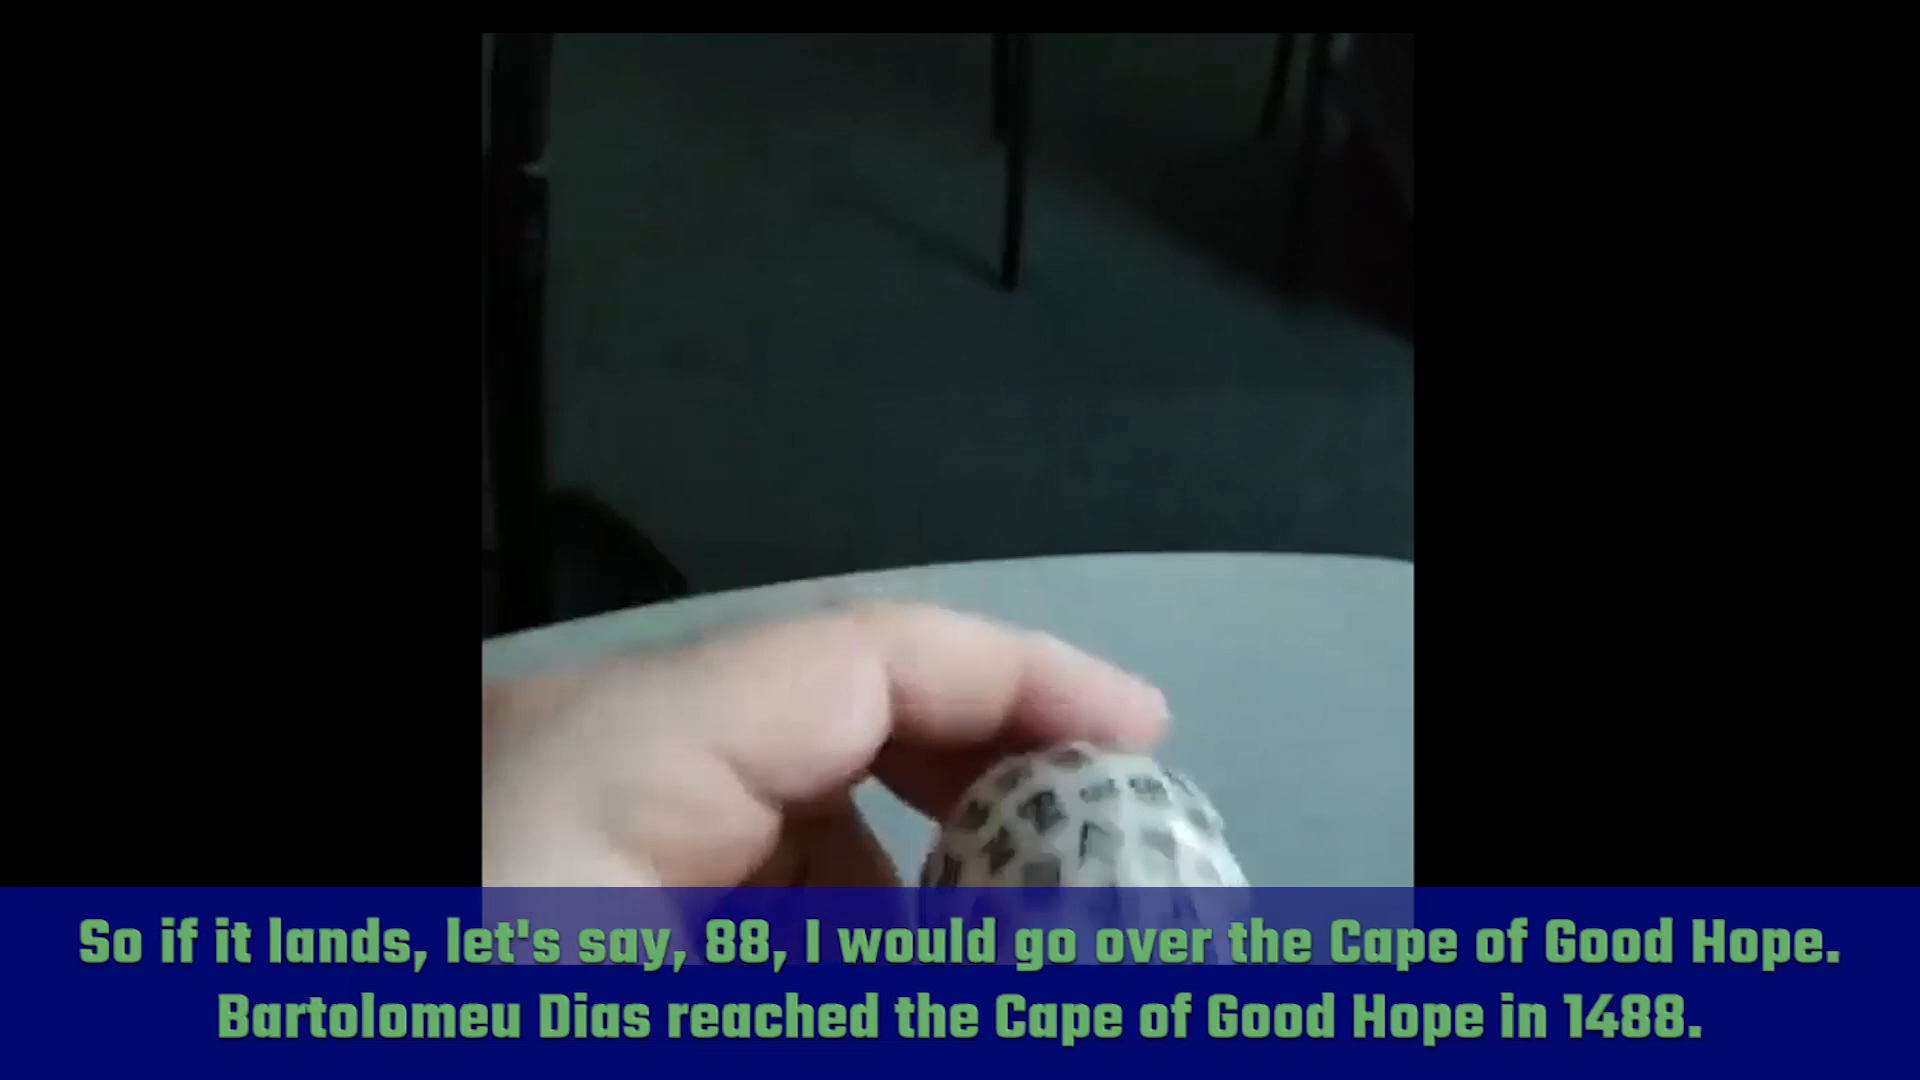 So if it lands, let's say, 88, I would go over the Cape of Good Hope.
Bartolomeu Dias reached the Cape of Good Hope in 1488.